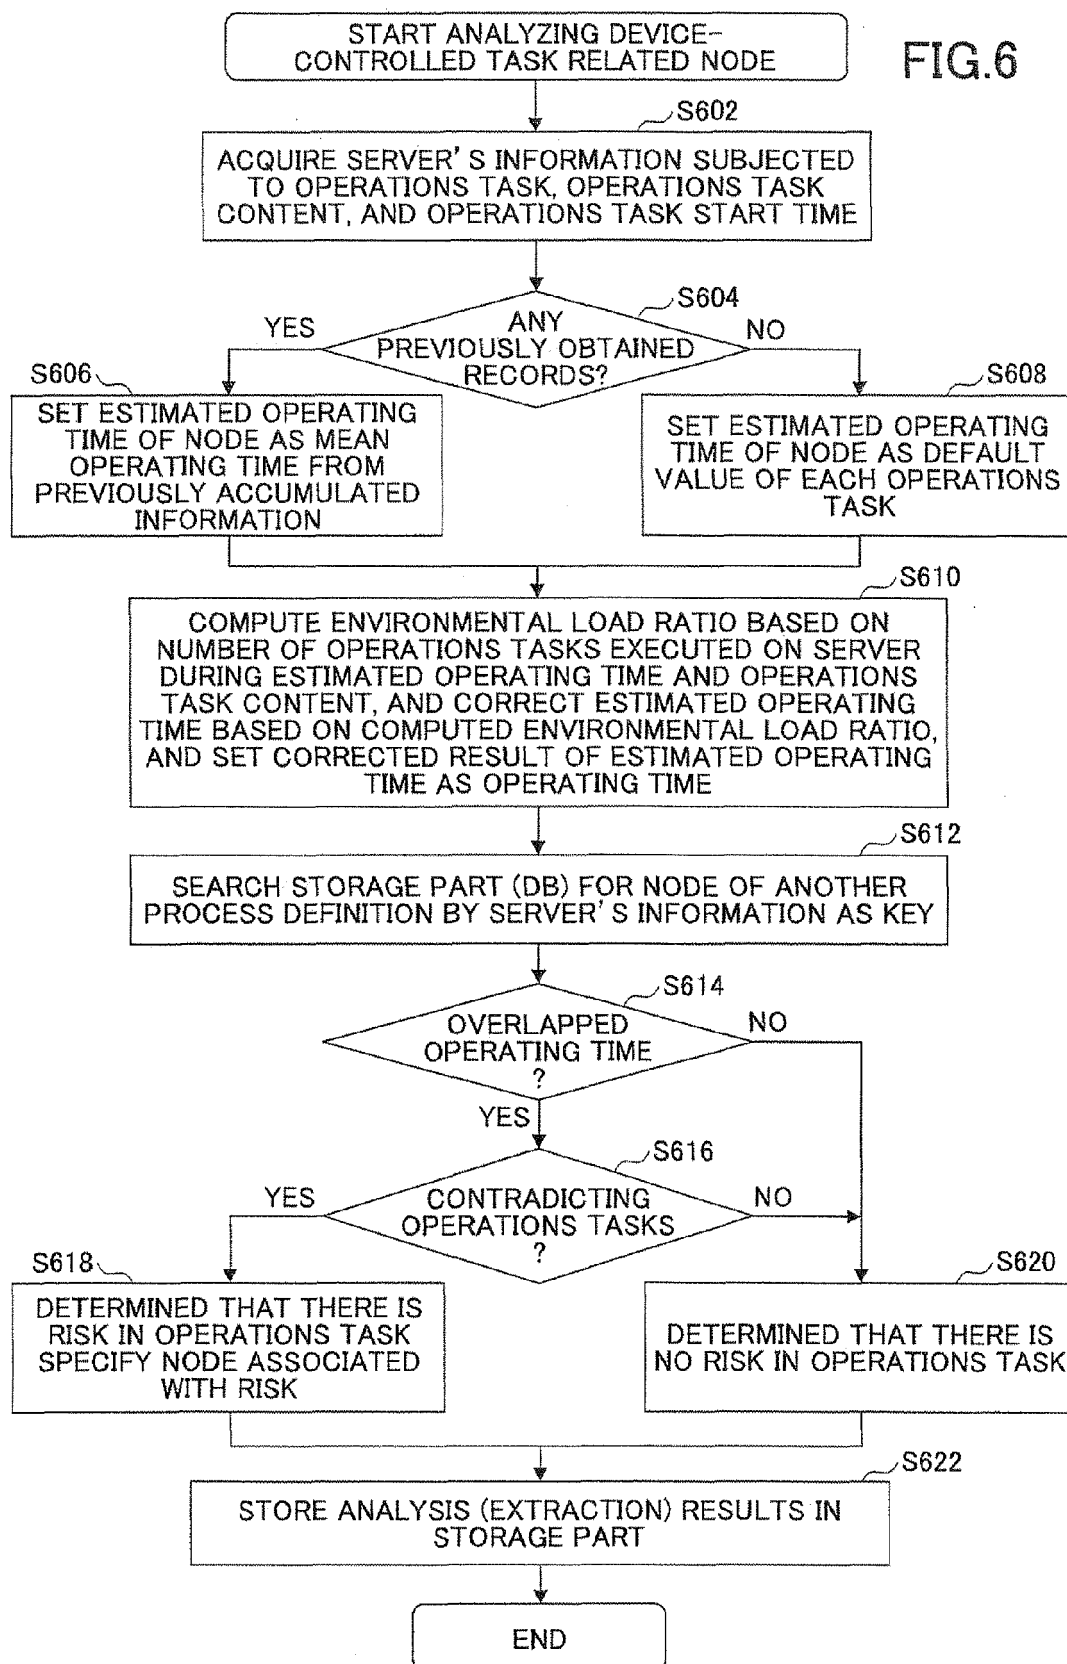 START ANALYZING DEVICE-
CONTROLLED TASK RELATED NODE
FIG.6
S602
ACQUIRE SERVER'S INFORMATION SUBJECTED
TO OPERATIONS TASK, OPERATIONS TASK
CONTENT, AND OPERATIONS TASK START TIME
S604
YES
ANY
PREVIOUSLY OBTAINED
RECORDS?
NO
S606
SET ESTIMATED OPERATING
TIME OF NODE AS MEAN
OPERATING TIME FROM
PREVIOUSLY ACCUMULATED
INFORMATION
S608
SET ESTIMATED OPERATING
TIME OF NODE AS DEFAULT
VALUE OF EACH OPERATIONS
TASK
S610
COMPUTE ENVIRONMENTAL LOAD RATIO BASED ON
NUMBER OF OPERATIONS TASKS EXECUTED ON SERVER
DURING ESTIMATED OPERATING TIME AND OPERATIONS
TASK CONTENT, AND CORRECT ESTIMATED OPERATING
TIME BASED ON COMPUTED ENVIRONMENTAL LOAD RATIO,
AND SET CORRECTED RESULT OF ESTIMATED OPERATING
TIME AS OPERATING TIME
S612
SEARCH STORAGE PART (DB) FOR NODE OF ANOTHER
PROCESS DEFINITION BY SERVER'S INFORMATION AS KEY
S614
OVERLAPPED
OPERATING TIME
?
NO
YES
S616
YES
CONTRADICTING
OPERATIONS TASKS
?
NO
S618
DETERMINED THAT THERE IS
RISK IN OPERATIONS TASK
SPECIFY NODE ASSOCIATED
WITH RISK
S620
DETERMINED THAT THERE IS
NO RISK IN OPERATIONS TASK
S622
STORE ANALYSIS (EXTRACTION) RESULTS IN
STORAGE PART
END